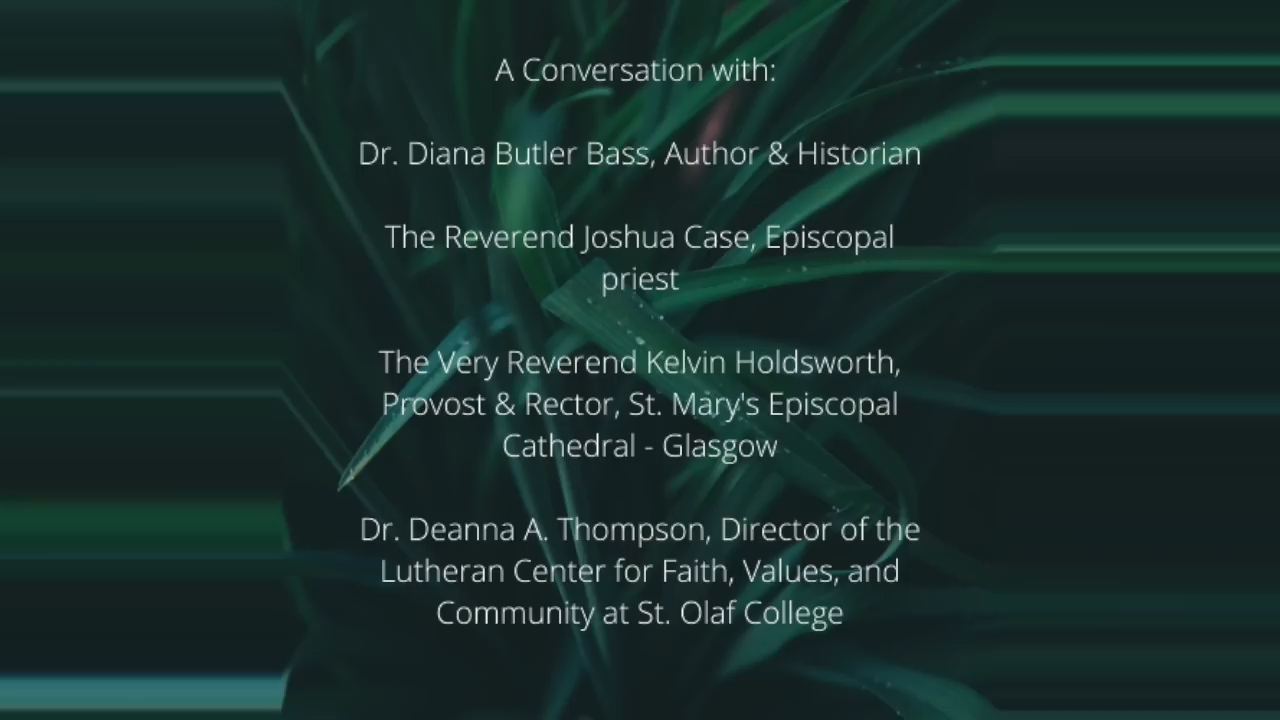 A Conversation with:
Dr. Diana Butler Bass, Author & Historian
The Reverend Joshua Case, Episcopal
priest
The Very Reverend Kelvin Holdsworth,
Provost & Rector, St. Mary's Episcopal
Cathedral - Glasgow
Dr. Deanna A. Thompson, Director of the
Lutheran Center for Faith, Values, and
Community at St. Olaf College